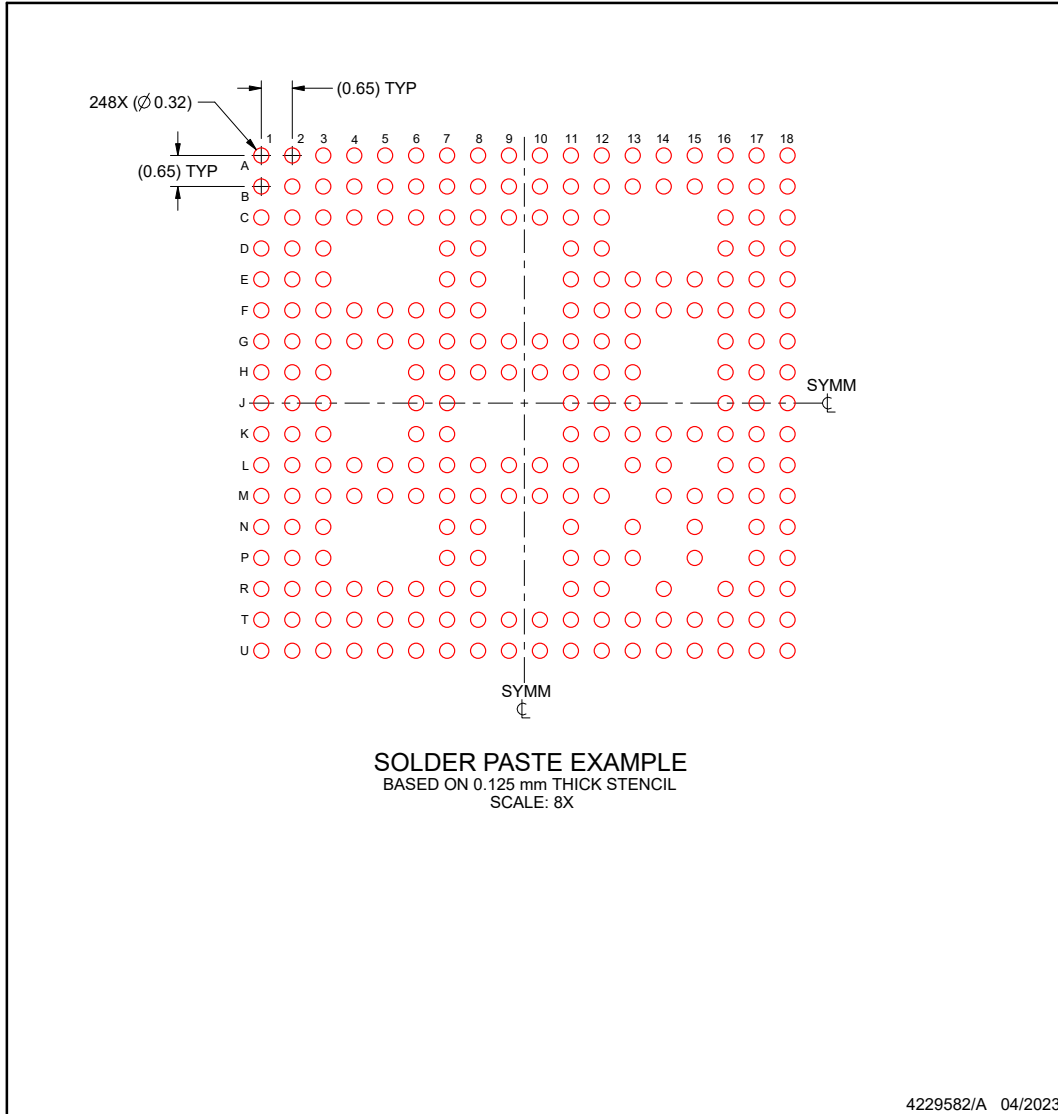 (0.65) TYP
248X (∅ 0.32)
1 2 3 4 5 6 7 8 9 10 11 12 13 14 15 16 17 18
A
(0.65) TYP
B
C
D
E
F
G
H
SYMM
J
℄
K
L
M
N
P
R
T
U
SYMM
℄
SOLDER PASTE EXAMPLE
BASED ON 0.125 mm THICK STENCIL
SCALE: 8X
4229582/A 04/2023